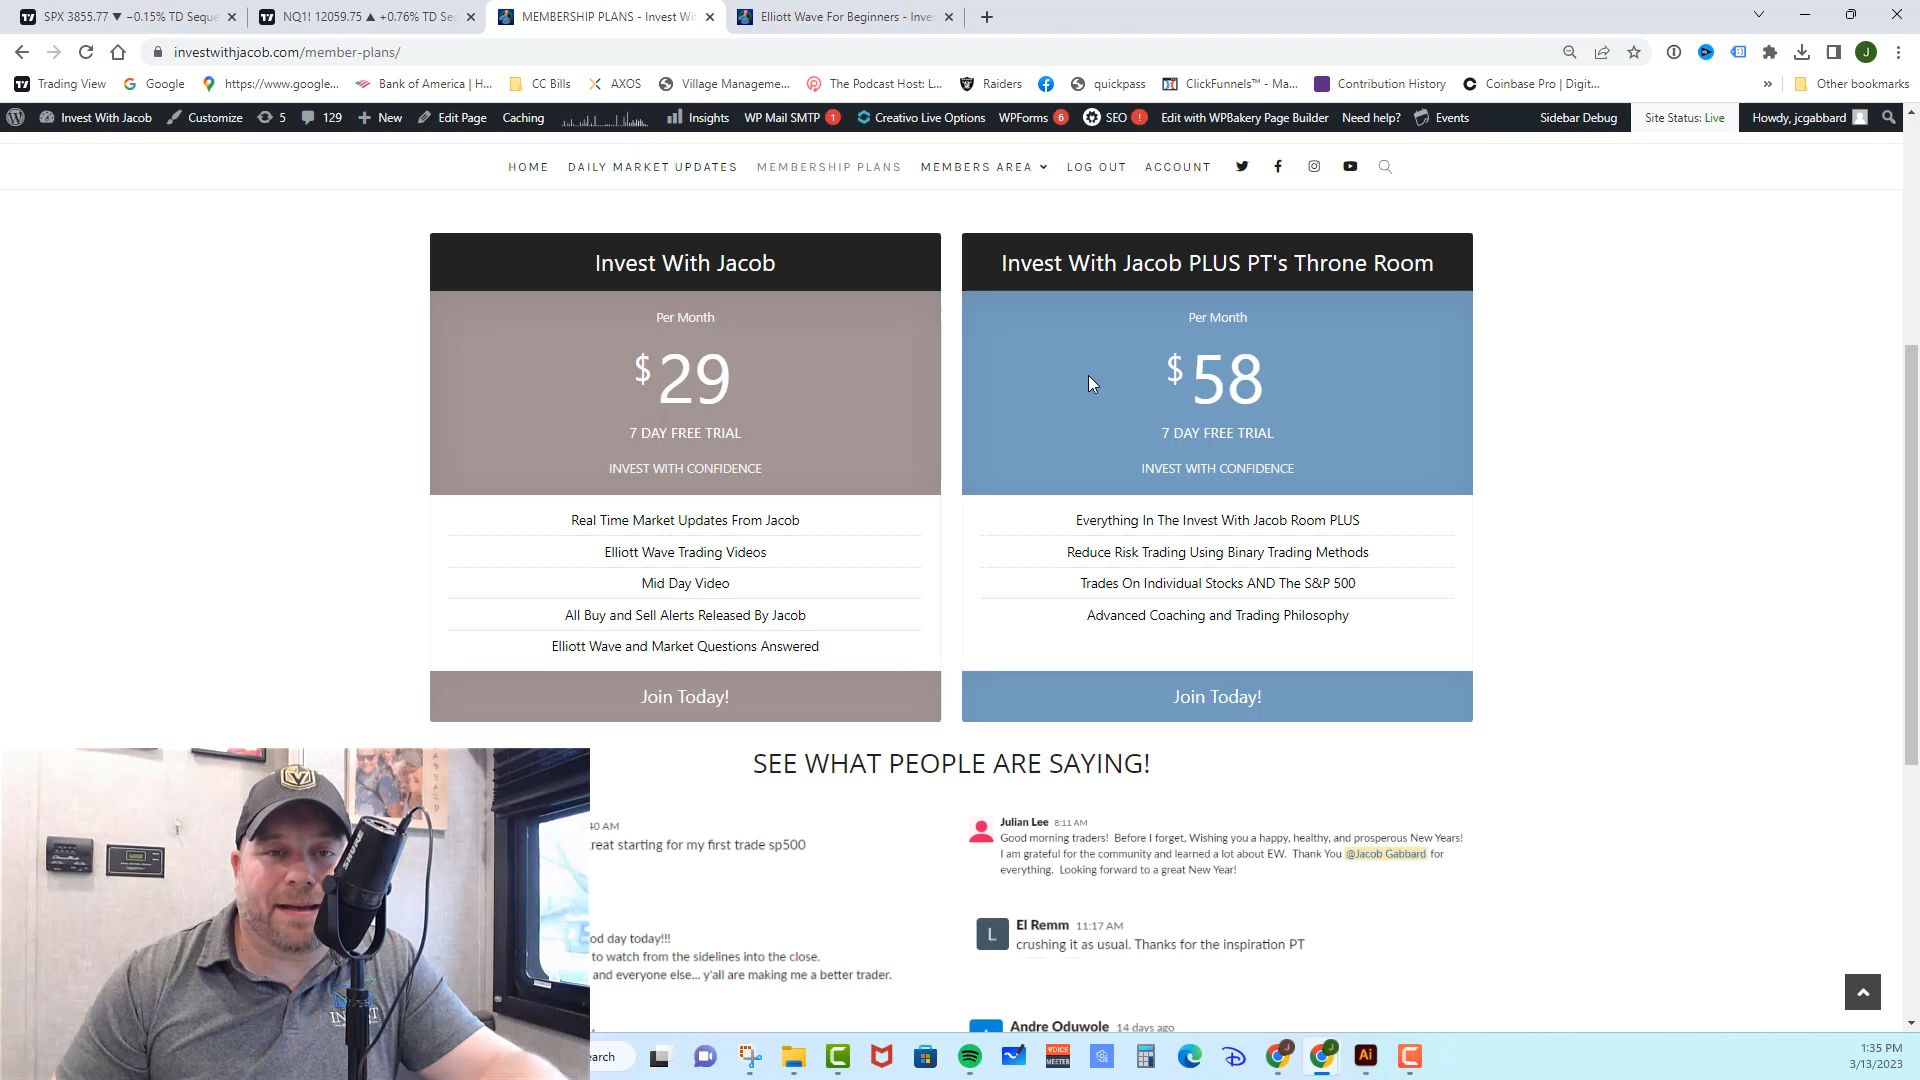 SPX 3855.77 ▼ −0.15% TD Seque
NQ1! 12059.75 ▲ +0.76% TD Sec
MEMBERSHIP PLANS - Invest Wit
Elliott Wave For Beginners - Inve
investwithjacob.com/member-plans/
Trading View
Google
https://www.google...
Bank of America | H...
CC Bills
AXOS
Village Manageme...
The Podcast Host: L...
Raiders
quickpass
ClickFunnels™ - Ma...
Contribution History
Coinbase Pro | Digit...
»
Other bookmarks
Invest With Jacob
Customize
5
129
New
Edit Page
Caching
Insights
WP Mail SMTP 1
Creativo Live Options
WPForms 6
SEO !
Edit with WPBakery Page Builder
Need help?
Events
Sidebar Debug
Site Status: Live
Howdy, jcgabbard
HOME
DAILY MARKET UPDATES
MEMBERSHIP PLANS
MEMBERS AREA
LOG OUT
ACCOUNT
Invest With Jacob
Per Month
$29
7 DAY FREE TRIAL
INVEST WITH CONFIDENCE
Real Time Market Updates From Jacob
Elliott Wave Trading Videos
Mid Day Video
All Buy and Sell Alerts Released By Jacob
Elliott Wave and Market Questions Answered
Join Today!
Invest With Jacob PLUS PT's Throne Room
Per Month
$58
7 DAY FREE TRIAL
INVEST WITH CONFIDENCE
Everything In The Invest With Jacob Room PLUS
Reduce Risk Trading Using Binary Trading Methods
Trades On Individual Stocks AND The S&P 500
Advanced Coaching and Trading Philosophy
Join Today!
SEE WHAT PEOPLE ARE SAYING!
40 AM
reat starting for my first trade sp500
od day today!!!
to watch from the sidelines into the close.
and everyone else... y'all are making me a better trader.
Julian Lee 8:11 AM
Good morning traders! Before I forget, Wishing you a happy, healthy, and prosperous New Years!
I am grateful for the community and learned a lot about EW. Thank You @Jacob Gabbard for
everything. Looking forward to a great New Year!
L
El Remm 11:17 AM
crushing it as usual. Thanks for the inspiration PT
Andre Oduwole 14 days ago
SHURE
INVEST
earch
VOICE
MEETER
Ai
1:35 PM
3/13/2023